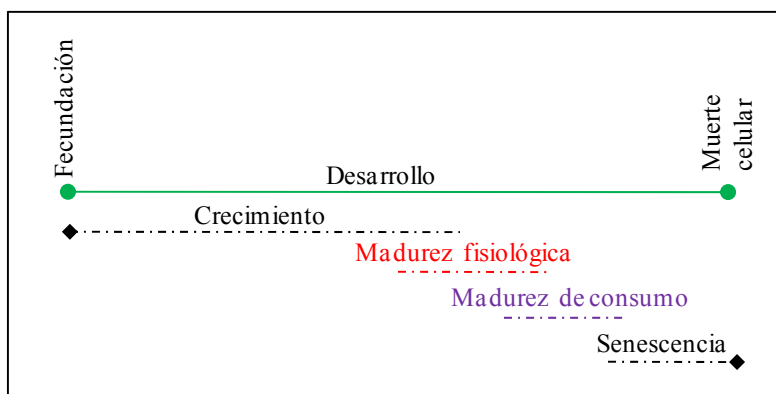 Fecundación
Muerte
celular
Desarrollo
Crecimiento
Madurez fisiológica
Madurez de consumo
Senescencia